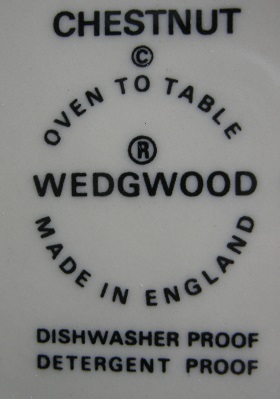 CHESTNUT
©
OVEN TO TABLE
®
WEDGWOOD
MADE IN ENGLAND
DISHWASHER PROOF
DETERGENT PROOF